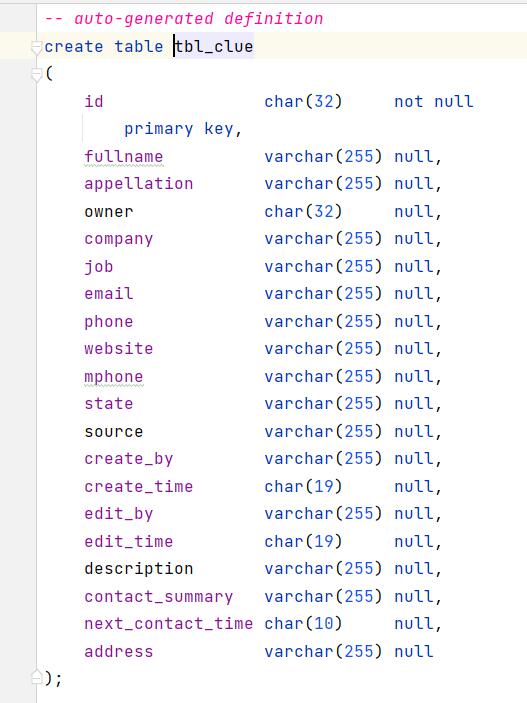 -- auto-generated definition
create table tbl_clue
(
    id                char(32)     not null
        primary key,
    fullname          varchar(255) null,
    appellation       varchar(255) null,
    owner             char(32)     null,
    company           varchar(255) null,
    job               varchar(255) null,
    email             varchar(255) null,
    phone             varchar(255) null,
    website           varchar(255) null,
    mphone            varchar(255) null,
    state             varchar(255) null,
    source            varchar(255) null,
    create_by         varchar(255) null,
    create_time       char(19)     null,
    edit_by           varchar(255) null,
    edit_time         char(19)     null,
    description       varchar(255) null,
    contact_summary   varchar(255) null,
    next_contact_time char(10)     null,
    address           varchar(255) null
);